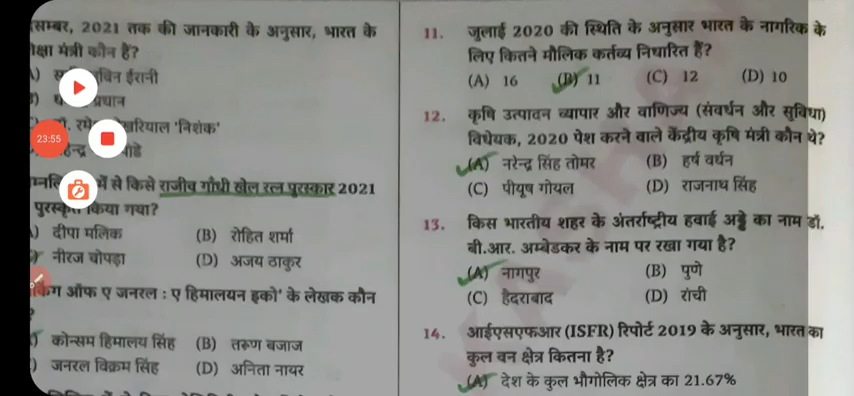 दिसम्बर, 2021 तक की जानकारी के अनुसार, भारत के
शिक्षा मंत्री कौन हैं?
ईरानी
प्रधान
'निशंक'
में से किसे राजीव गाँधी खेल रत्न पुरस्कार 2021
पुरस्कृत किया गया?
दीपा मलिक (B) रोहित शर्मा
नीरज चोपड़ा (D) अजय ठाकुर
ऑफ ए जनरल : ए हिमालयन इको' के लेखक कौन
?
कोन्सम हिमालय सिंह (B) तरूण बजाज
जनरल विक्रम सिंह (D) अनिता नायर
23:55
11. जुलाई 2020 की स्थिति के अनुसार भारत के नागरिक के
लिए कितने मौलिक कर्तव्य निर्धारित हैं?
(A) 16 (B) 11 (C) 12 (D) 10
12. कृषि उत्पादन व्यापार और वाणिज्य (संवर्धन और सुविधा)
विधेयक, 2020 पेश करने वाले केंद्रीय कृषि मंत्री कौन थे?
(A) नरेन्द्र सिंह तोमर (B) हर्ष वर्धन
(C) पीयूष गोयल (D) राजनाथ सिंह
13. किस भारतीय शहर के अंतर्राष्ट्रीय हवाई अड्डे का नाम डॉ.
बी.आर. अम्बेडकर के नाम पर रखा गया है?
(A) नागपुर (B) पुणे
(C) हैदराबाद (D) रांची
14. आईएसएफआर (ISFR) रिपोर्ट 2019 के अनुसार, भारत का
कुल वन क्षेत्र कितना है?
(A) देश के कुल भौगोलिक क्षेत्र का 21.67%